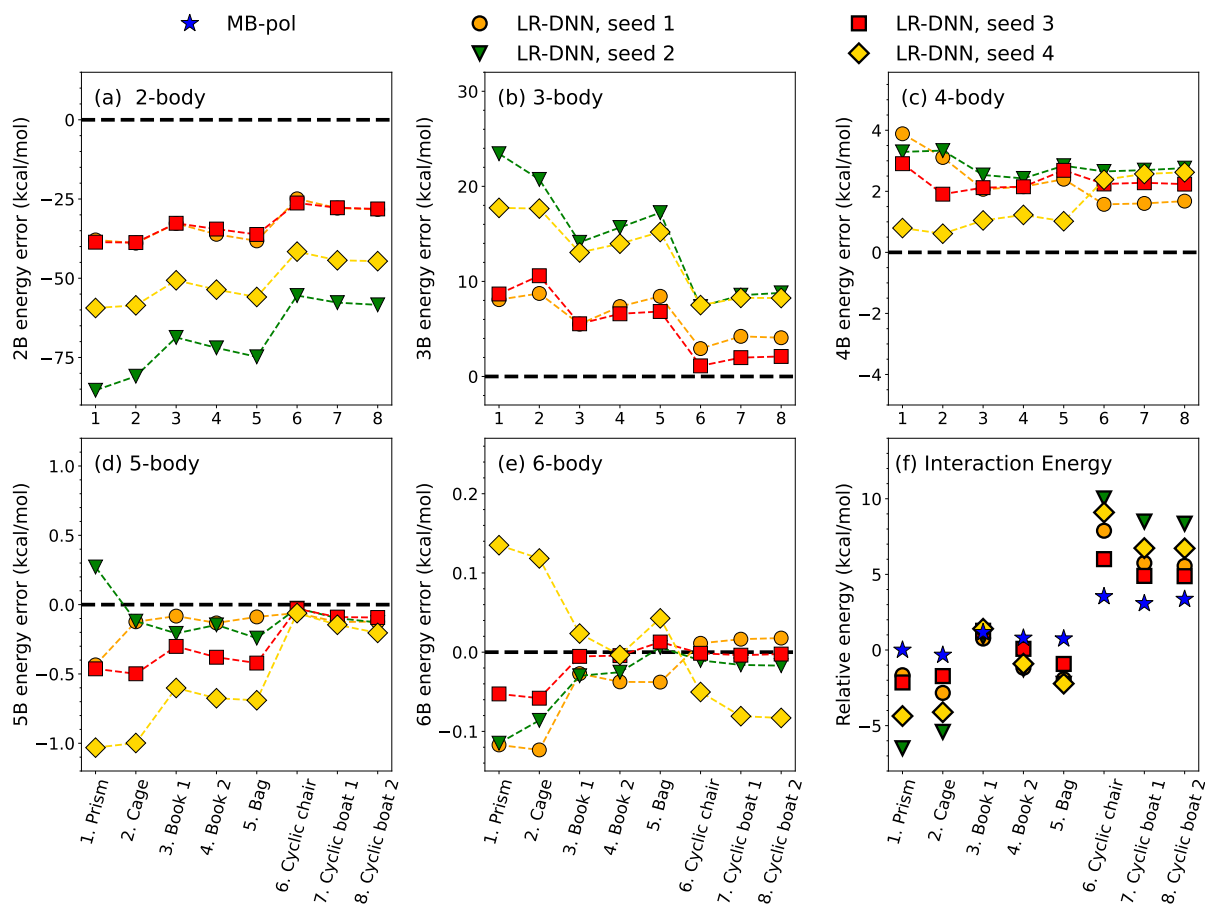 MB-pol
LR-DNN, seed 1
LR-DNN, seed 2
LR-DNN, seed 3
LR-DNN, seed 4
(a) 2-body
2B energy error (kcal/mol)
0
−25
−50
−75
1 2 3 4 5 6 7 8
(b) 3-body
3B energy error (kcal/mol)
30
20
10
0
1 2 3 4 5 6 7 8
(c) 4-body
4B energy error (kcal/mol)
4
2
0
−2
−4
1 2 3 4 5 6 7 8
(d) 5-body
5B energy error (kcal/mol)
1.0
0.5
0.0
−0.5
−1.0
1. Prism
2. Cage
3. Book 1
4. Book 2
5. Bag
6. Cyclic chair
7. Cyclic boat 1
8. Cyclic boat 2
(e) 6-body
6B energy error (kcal/mol)
0.2
0.1
0.0
−0.1
1. Prism
2. Cage
3. Book 1
4. Book 2
5. Bag
6. Cyclic chair
7. Cyclic boat 1
8. Cyclic boat 2
(f) Interaction Energy
Relative energy (kcal/mol)
10
5
0
−5
1. Prism
2. Cage
3. Book 1
4. Book 2
5. Bag
6. Cyclic chair
7. Cyclic boat 1
8. Cyclic boat 2